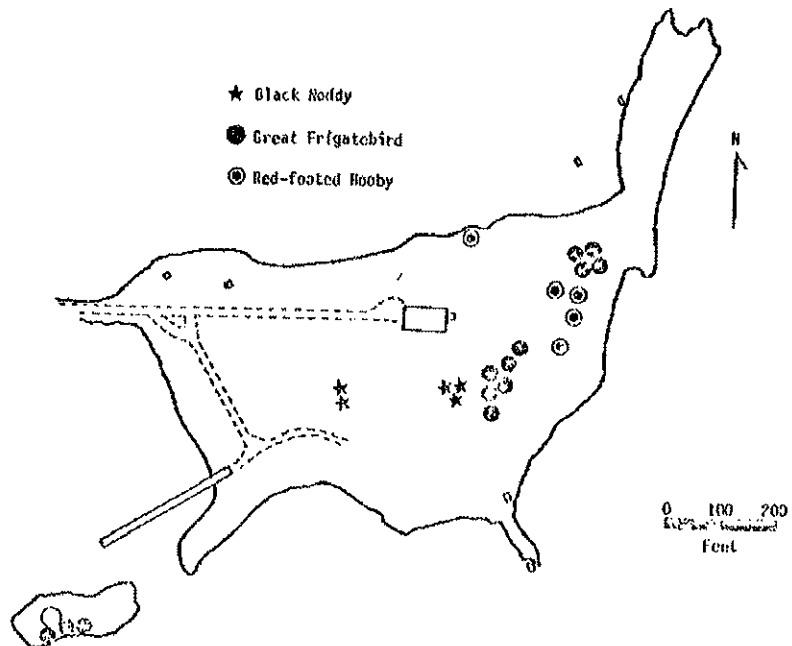 Black Noddy
Great Frigatebird
Red-footed Booby
N
0 100 200
Feet